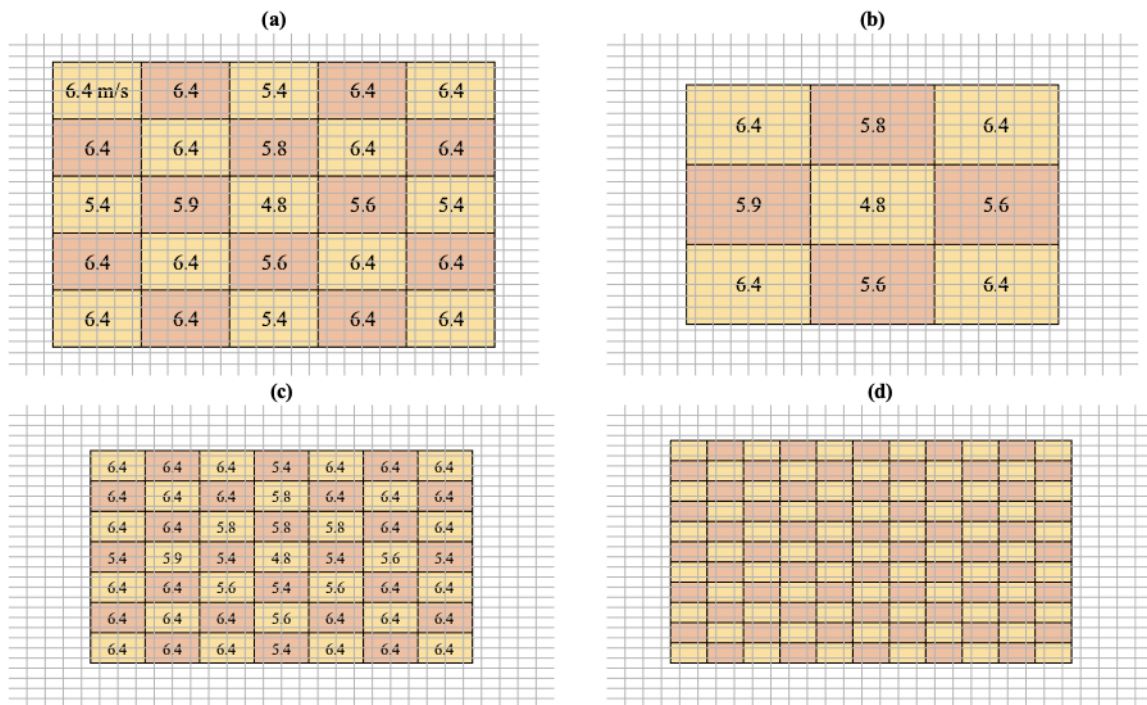 (a)
6.4 m/s 6.4 5.4 6.4 6.4
6.4 6.4 5.8 6.4 6.4
5.4 5.9 4.8 5.6 5.4
6.4 6.4 5.6 6.4 6.4
6.4 6.4 5.4 6.4 6.4
(b)
6.4 5.8 6.4
5.9 4.8 5.6
6.4 5.6 6.4
(c)
6.4 6.4 6.4 5.4 6.4 6.4 6.4
6.4 6.4 6.4 5.8 6.4 6.4 6.4
6.4 6.4 5.8 5.8 5.8 6.4 6.4
5.4 5.9 5.4 4.8 5.4 5.6 5.4
6.4 6.4 5.6 5.4 5.6 6.4 6.4
6.4 6.4 6.4 5.6 6.4 6.4 6.4
6.4 6.4 6.4 5.4 6.4 6.4 6.4
(d)